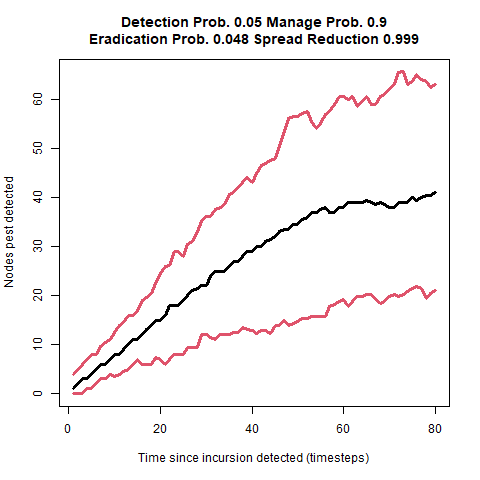 Detection Prob. 0.05 Manage Prob. 0.9
Eradication Prob. 0.048 Spread Reduction 0.999
Nodes pest detected
60
50
40
30
20
10
0
0 20 40 60 80
Time since incursion detected (timesteps)